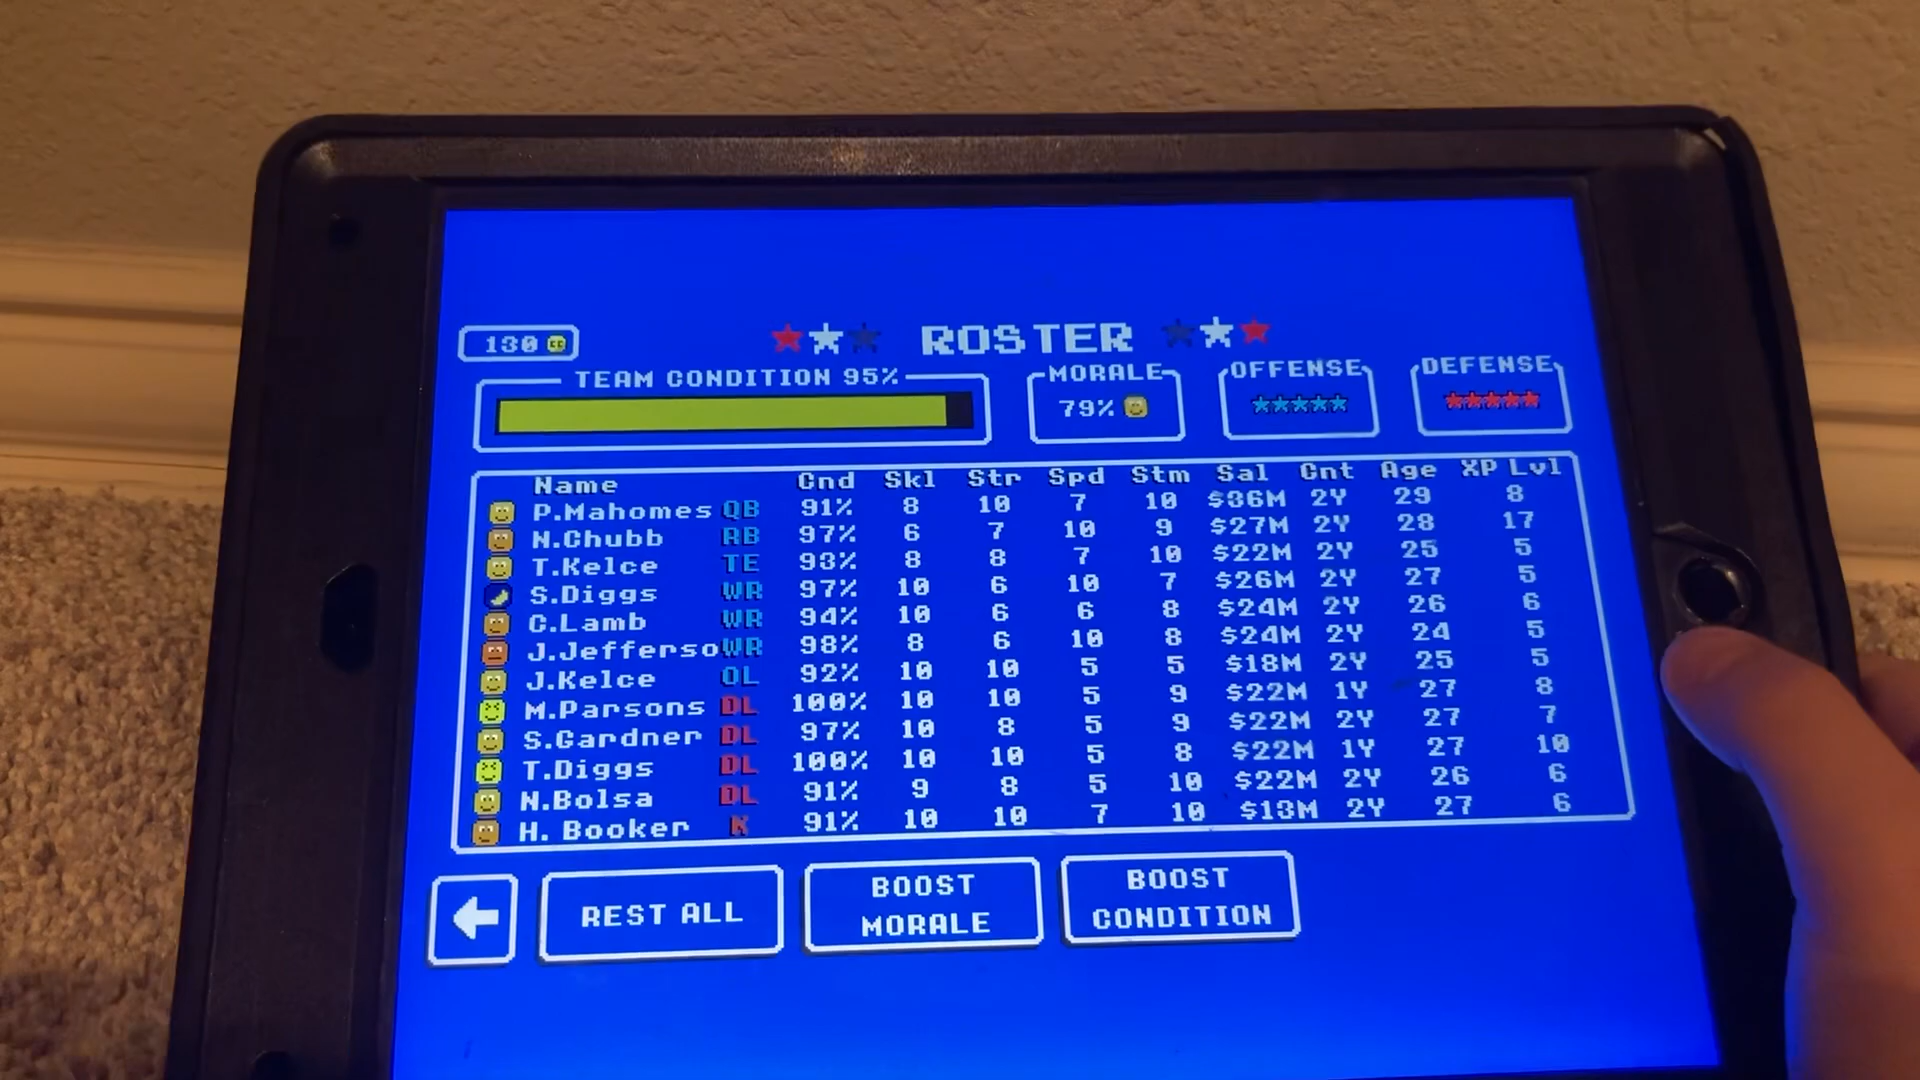 130
ROSTER
TEAM CONDITION 95%
MORALE
79%
OFFENSE
DEFENSE
Name Cnd Skl Str Spd Stm Sal Cnt Age XP Lvl
P.Mahomes QB 91% 8 10 7 10 $36M 2Y 29 8
N.Chubb RB 97% 6 7 10 9 $27M 2Y 28 17
T.Kelce TE 93% 8 8 7 10 $22M 2Y 25 5
S.Diggs WR 97% 10 6 10 7 $26M 2Y 27 5
C.Lamb WR 94% 10 6 6 8 $24M 2Y 26 6
J.Jefferso WR 98% 8 6 10 8 $24M 2Y 24 5
J.Kelce OL 92% 10 10 5 5 $18M 2Y 25 5
M.Parsons DL 100% 10 10 5 9 $22M 1Y 27 8
S.Gardner DL 97% 10 8 5 9 $22M 2Y 27 7
T.Diggs DL 100% 10 10 5 8 $22M 1Y 27 10
N.Bolsa DL 91% 9 8 5 10 $22M 2Y 26 6
H. Booker K 91% 10 10 7 10 $13M 2Y 27 6
REST ALL
BOOST
MORALE
BOOST
CONDITION